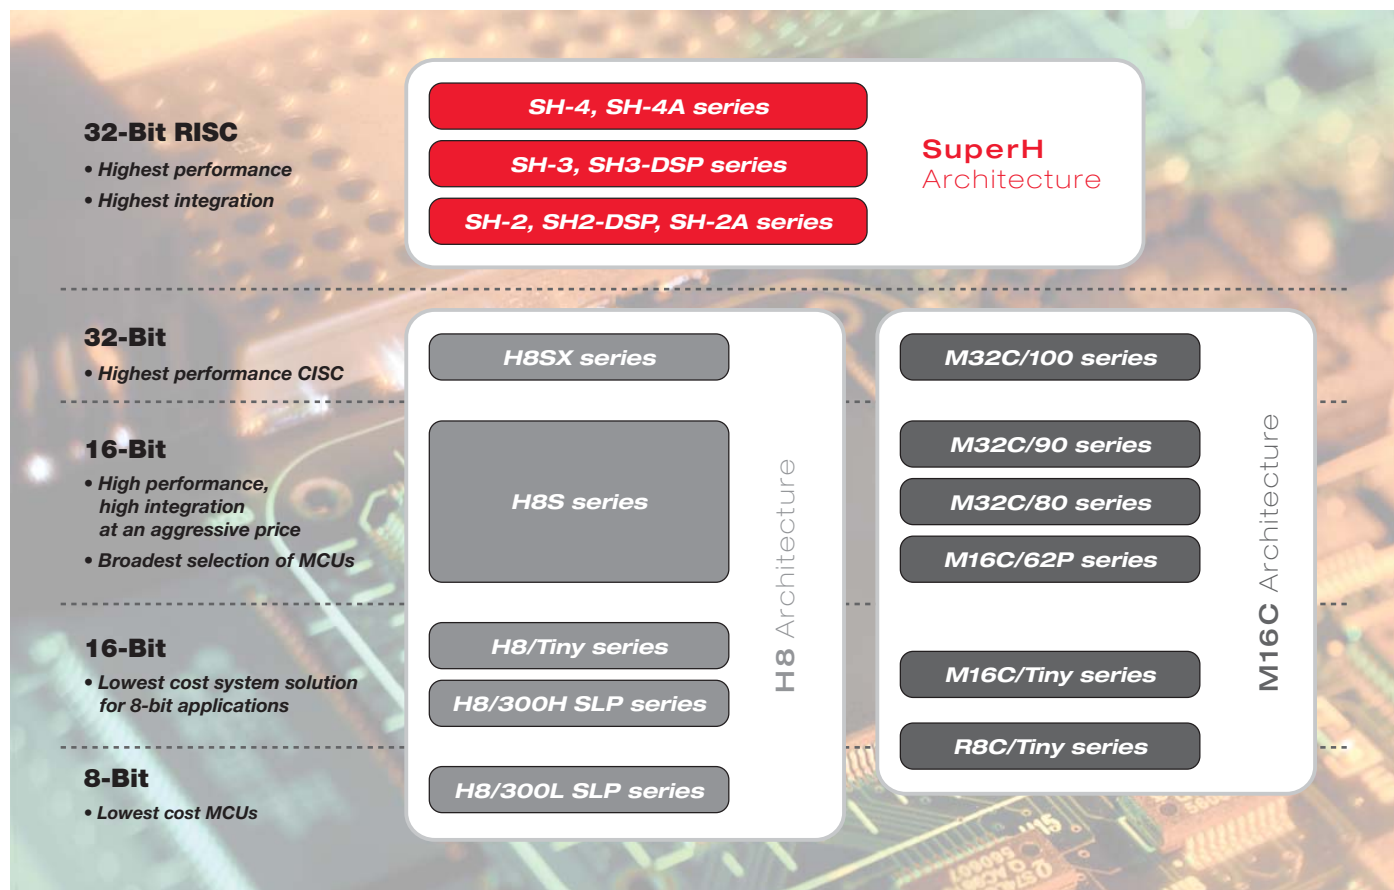 32-Bit RISC
• Highest performance
• Highest integration
SH-4, SH-4A series
SH-3, SH3-DSP series
SH-2, SH2-DSP, SH-2A series
SuperH
Architecture
32-Bit
• Highest performance CISC
16-Bit
• High performance,
high integration
at an aggressive price
• Broadest selection of MCUs
16-Bit
• Lowest cost system solution
for 8-bit applications
8-Bit
• Lowest cost MCUs
H8SX series
H8S series
H8/Tiny series
H8/300H SLP series
H8/300L SLP series
H8 Architecture
M32C/100 series
M32C/90 series
M32C/80 series
M16C/62P series
M16C/Tiny series
R8C/Tiny series
M16C Architecture